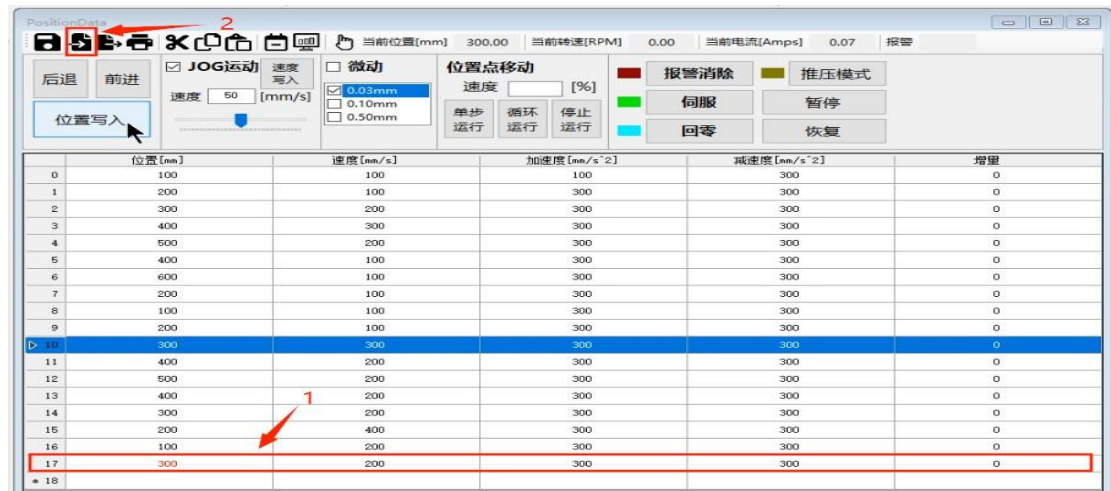 PositionData
2
当前位置[mm] 300.00 当前转速[RPM] 0.00 当前电流[Amps] 0.07 报警
后退 前进
位置写入
JOG运动 速度写入
速度 50 [mm/s]
微动
0.03mm
0.10mm
0.50mm
位置点移动
速度 [%]
单步运行 循环运行 停止运行
报警消除 推压模式
伺服 暂停
回零 恢复
位置[mm] 速度[mm/s] 加速度[mm/s^2] 减速度[mm/s^2] 增量
0 100 100 100 300 0
1 200 100 300 300 0
2 300 200 300 300 0
3 400 300 300 300 0
4 500 200 300 300 0
5 400 100 300 300 0
6 600 100 300 300 0
7 200 100 300 300 0
8 100 100 300 300 0
9 200 100 300 300 0
10 300 300 300 300 0
11 400 200 300 300 0
12 500 200 300 300 0
13 400 200 300 300 0
1
14 300 200 300 300 0
15 200 400 300 300 0
16 100 200 300 300 0
17 300 200 300 300 0
* 18